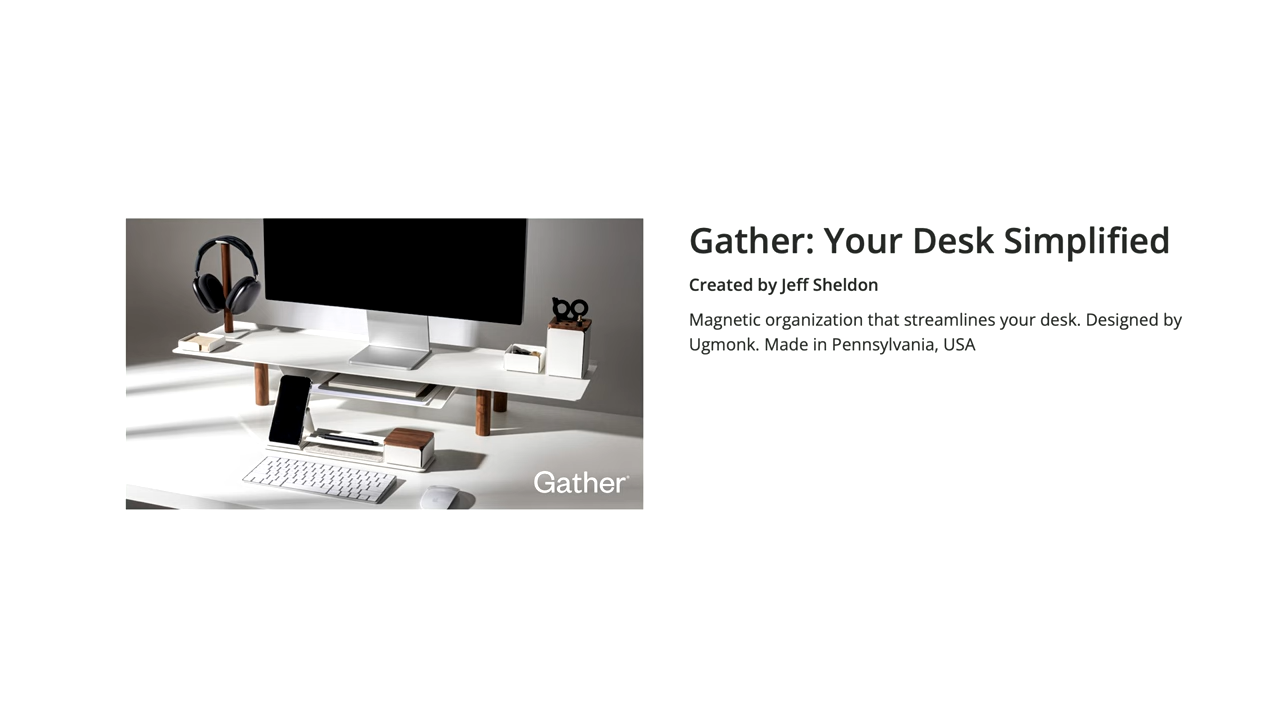 Gather: Your Desk Simplified
Created by Jeff Sheldon
Magnetic organization that streamlines your desk. Designed by
Ugmonk. Made in Pennsylvania, USA
Gather